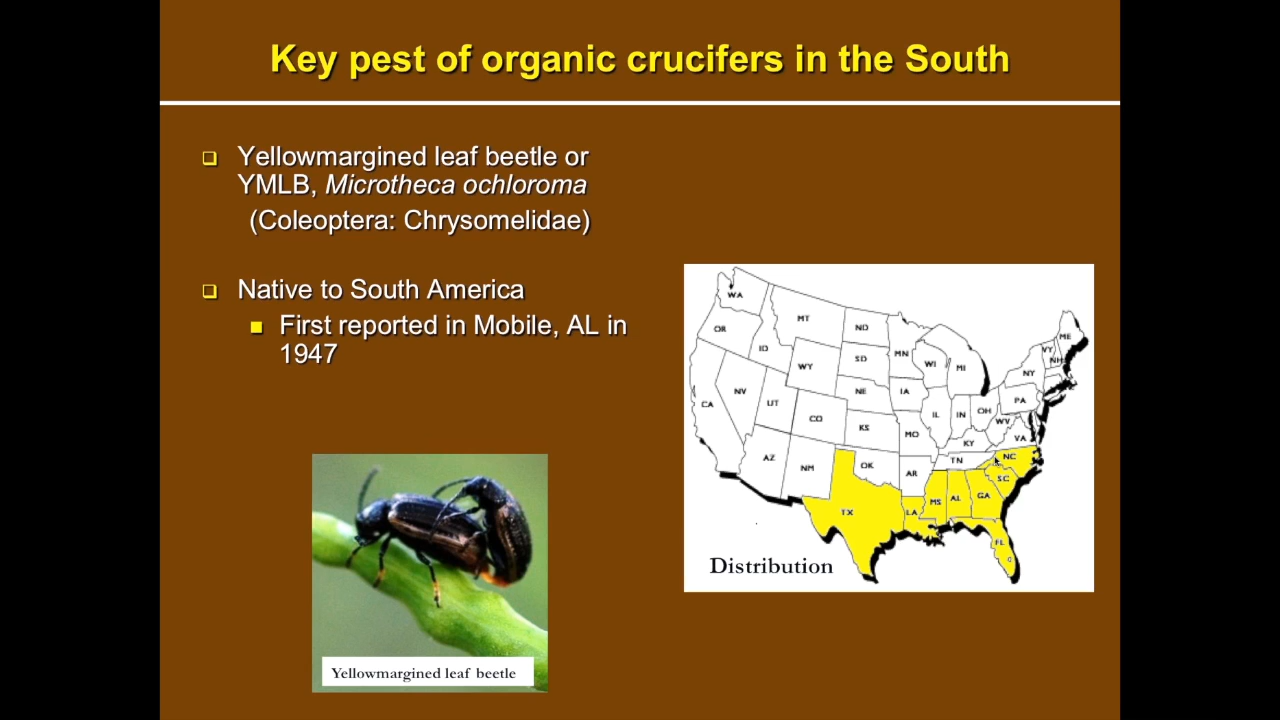 Key pest of organic crucifers in the South
Yellowmargined leaf beetle or
YMLB, Microtheca ochloroma
(Coleoptera: Chrysomelidae)
Native to South America
First reported in Mobile, AL in
1947
WA
OR
ID
MT
ND
SD
MN
WI
MI
WY
NV
UT
CA
CO
NE
IA
IL
IN
OH
PA
NY
VY
NH
ME
KS
MO
KY
WV
VA
AZ
NM
OK
AR
TN
NC
SC
TX
LA
MS
AL
GA
FL
Distribution
Yellowmargined leaf beetle